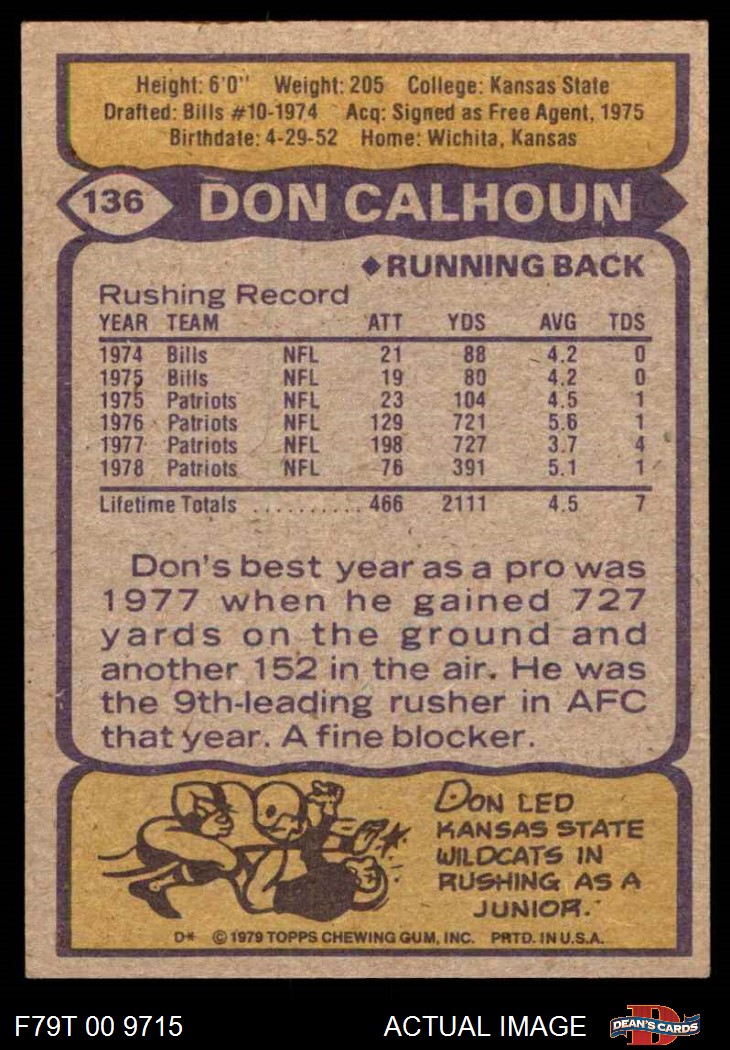 Height: 6'0" Weight: 205 College: Kansas State
Drafted: Bills #10-1974 Acq: Signed as Free Agent, 1975
Birthdate: 4-29-52 Home: Wichita, Kansas
136 DON CALHOUN
◆RUNNING BACK
Rushing Record
YEAR TEAM ATT YDS AVG TDS
1974 Bills NFL 21 88 4.2 0
1975 Bills NFL 19 80 4.2 0
1975 Patriots NFL 23 104 4.5 1
1976 Patriots NFL 129 721 5.6 1
1977 Patriots NFL 198 727 3.7 4
1978 Patriots NFL 76 391 5.1 1
Lifetime Totals .......... 466 2111 4.5 7
Don's best year as a pro was
1977 when he gained 727
yards on the ground and
another 152 in the air. He was
the 9th-leading rusher in AFC
that year. A fine blocker.
DON LED
KANSAS STATE
WILDCATS IN
RUSHING AS A
JUNIOR.
D* © 1979 TOPPS CHEWING GUM, INC. PRTD. IN U.S.A.
F79T 00 9715 ACTUAL IMAGE DEAN'S CARDS